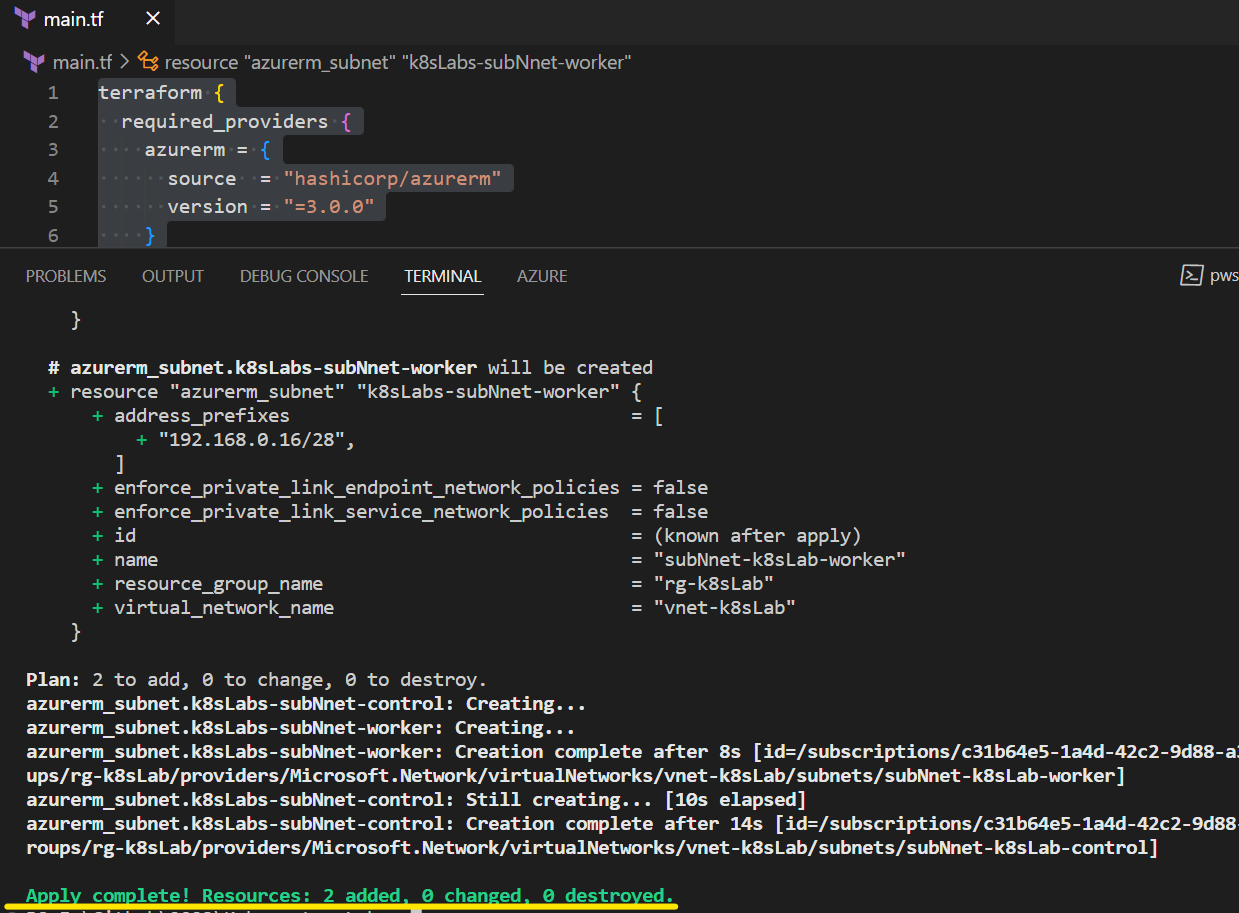 main.tf
main.tf > resource "azurerm_subnet" "k8sLabs-subNnet-worker"
1 terraform {
2 required_providers {
3 azurerm = {
4 source = "hashicorp/azurerm"
5 version = "=3.0.0"
6 }
PROBLEMS OUTPUT DEBUG CONSOLE TERMINAL AZURE pws
}
# azurerm_subnet.k8sLabs-subNnet-worker will be created
+ resource "azurerm_subnet" "k8sLabs-subNnet-worker" {
+ address_prefixes = [
+ "192.168.0.16/28",
]
+ enforce_private_link_endpoint_network_policies = false
+ enforce_private_link_service_network_policies = false
+ id = (known after apply)
+ name = "subNnet-k8sLab-worker"
+ resource_group_name = "rg-k8sLab"
+ virtual_network_name = "vnet-k8sLab"
}
Plan: 2 to add, 0 to change, 0 to destroy.
azurerm_subnet.k8sLabs-subNnet-control: Creating...
azurerm_subnet.k8sLabs-subNnet-worker: Creating...
azurerm_subnet.k8sLabs-subNnet-worker: Creation complete after 8s [id=/subscriptions/c31b64e5-1a4d-42c2-9d88-a
ups/rg-k8sLab/providers/Microsoft.Network/virtualNetworks/vnet-k8sLab/subnets/subNnet-k8sLab-worker]
azurerm_subnet.k8sLabs-subNnet-control: Still creating... [10s elapsed]
azurerm_subnet.k8sLabs-subNnet-control: Creation complete after 14s [id=/subscriptions/c31b64e5-1a4d-42c2-9d88-
roups/rg-k8sLab/providers/Microsoft.Network/virtualNetworks/vnet-k8sLab/subnets/subNnet-k8sLab-control]
Apply complete! Resources: 2 added, 0 changed, 0 destroyed.